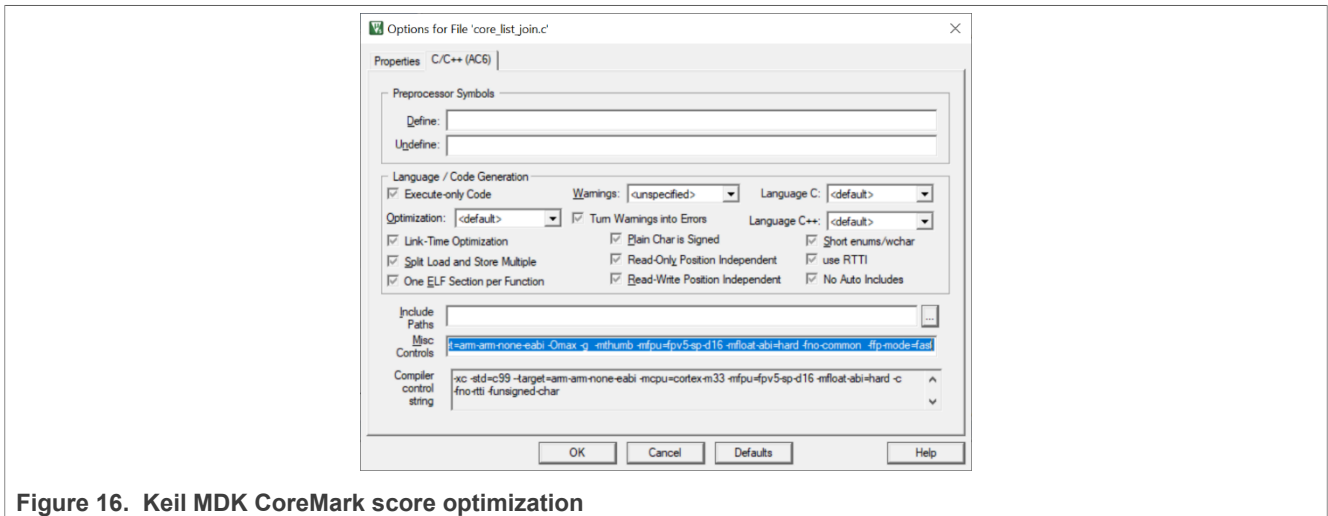 Options for File 'core_list_join.c'
Properties C/C++ (AC6)
Preprocessor Symbols
Define:
Undefine:
Language / Code Generation
Execute-only Code Warnings: <unspecified> Language C: <default>
Optimization: <default> Turn Warnings into Errors Language C++: <default>
Link-Time Optimization Plain Char is Signed Short enums/wchar
Split Load and Store Multiple Read-Only Position Independent use RTTI
One ELF Section per Function Read-Write Position Independent No Auto Includes
Include
Paths
...
Misc
Controls
t=arm-arm-none-eabi -Omax -g -mthumb -mfpu=fpv5-sp-d16 -mfloat-abi=hard -fno-common -ffp-mode=fast
Compiler
control
string
-xc -std=c99 --target=arm-arm-none-eabi -mcpu=cortex-m33 -mfpu=fpv5-sp-d16 -mfloat-abi=hard -c
-fno-rtti -funsigned-char
OK Cancel Defaults Help
Figure 16. Keil MDK CoreMark score optimization